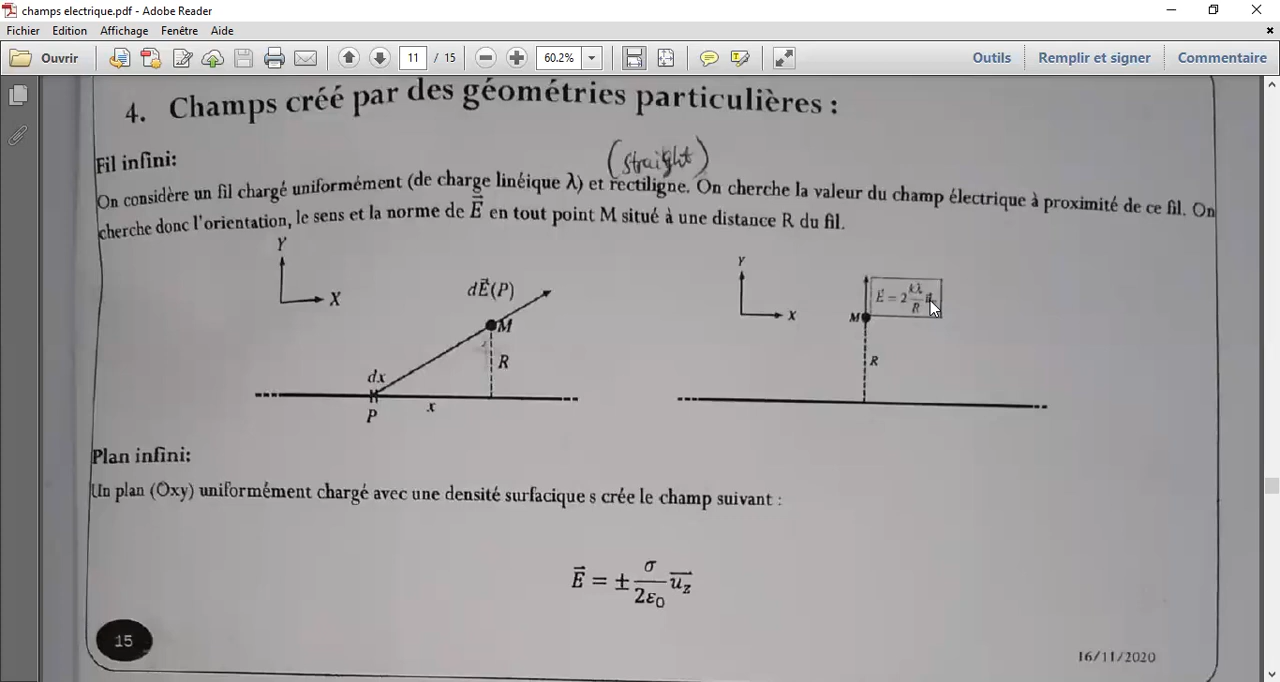 champs electrique.pdf - Adobe Reader
Fichier Edition Affichage Fenêtre Aide
Ouvrir 11 / 15 60.2% Outils Remplir et signer Commentaire
4. Champs créé par des géométries particulières :
Fil infini:
(straight)
On considère un fil chargé uniformément (de charge linéique λ) et rectiligne. On cherche la valeur du champ électrique à proximité de ce fil. On
cherche donc l'orientation, le sens et la norme de E⃗ en tout point M situé à une distance R du fil.
Y
X
dE⃗(P)
M
R
dx
P
x
Y
X
E⃗ = 2 kλ/R
M
R
Plan infini:
Un plan (Oxy) uniformément chargé avec une densité surfacique s crée le champ suivant :
E⃗ = ± σ/2ε₀ u_z⃗
15
16/11/2020